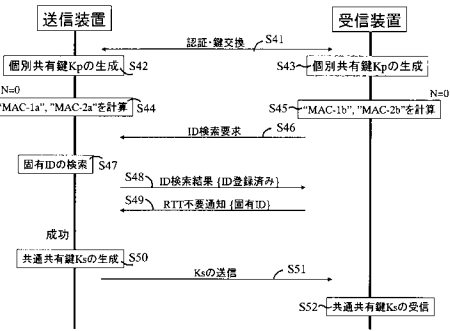 送信装置
受信装置
認証・鍵交換
S41
個別共有鍵Kpの生成
S42
S43
個別共有鍵Kpの生成
N=0
N=0
"MAC-1a", "MAC-2a"を計算
S44
S45
"MAC-1b", "MAC-2b"を計算
ID検索要求
S46
固有IDの検索
S47
S48
ID検索結果 {ID登録済み}
S49
RTT不要通知 {固有ID}
成功
共通共有鍵Ksの生成
S50
Ksの送信
S51
S52
共通共有鍵Ksの受信